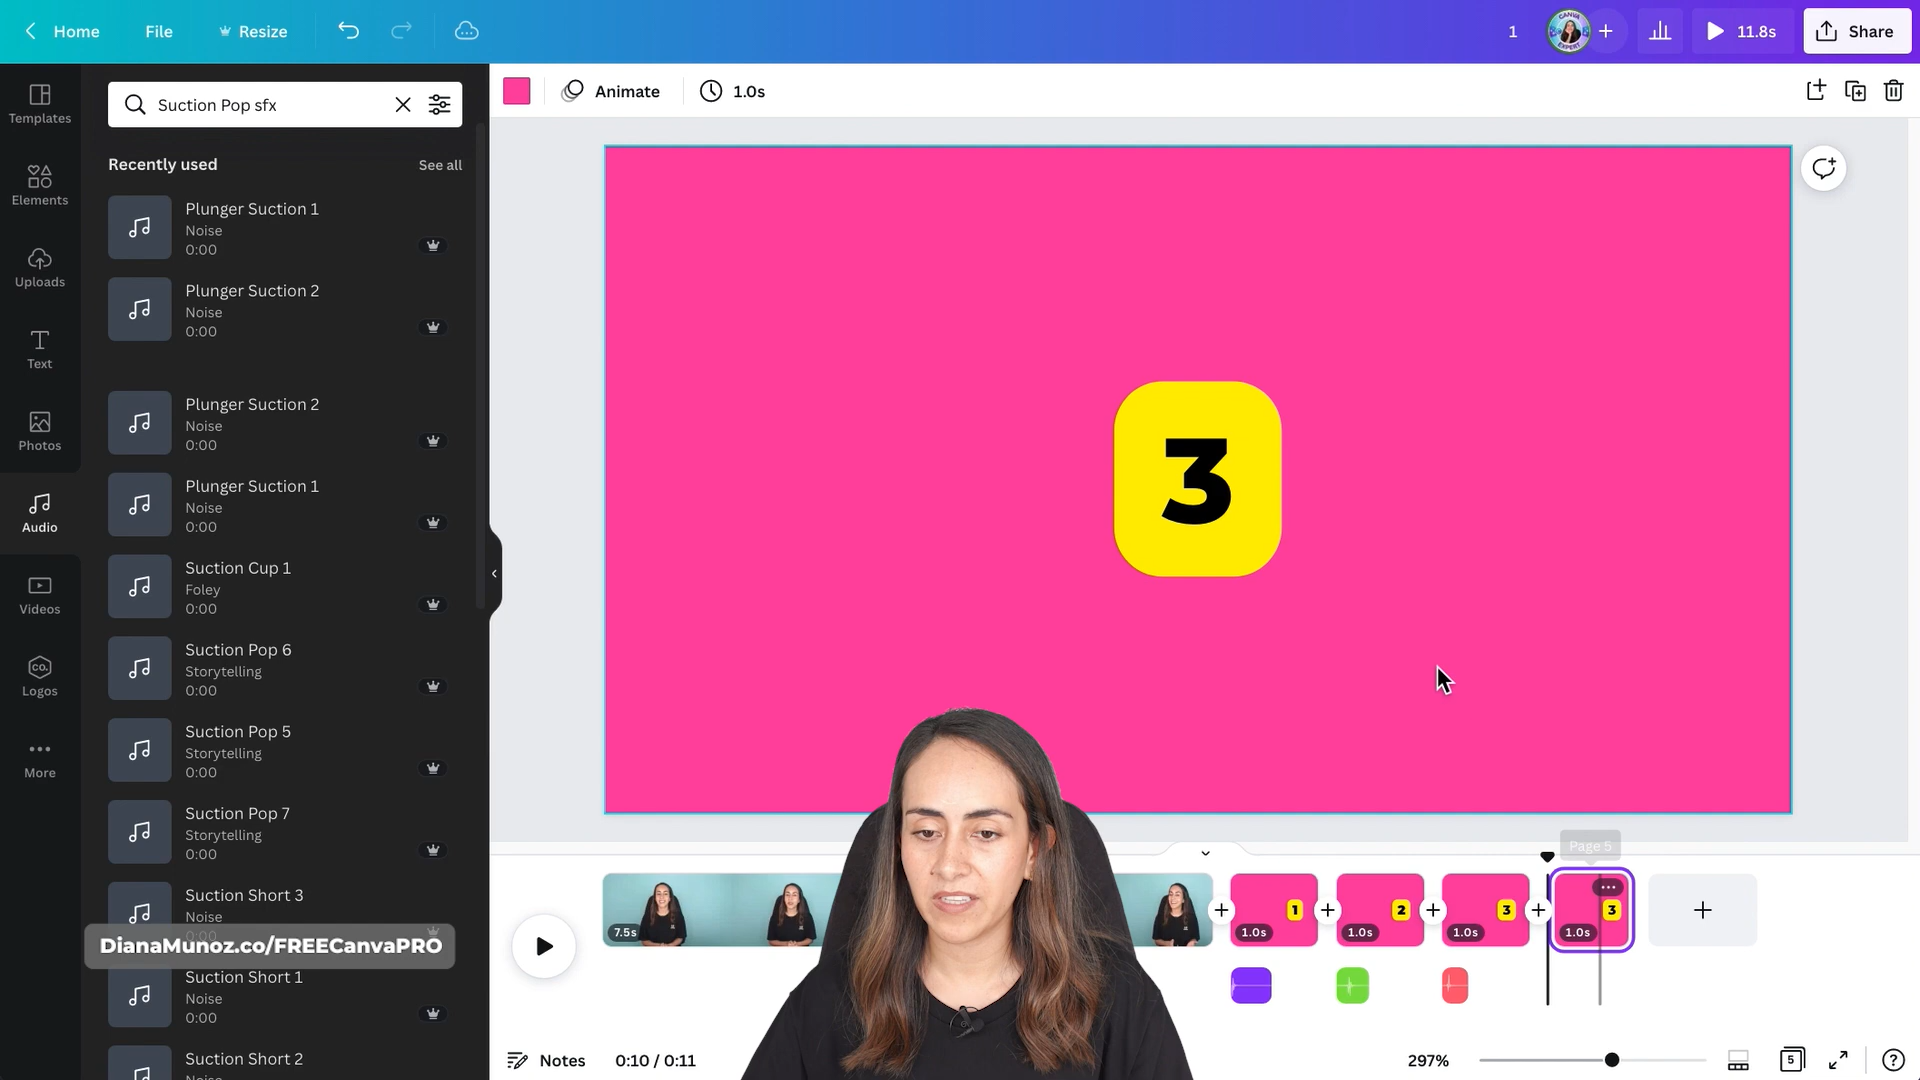 Home
File
Resize
1
CANVA
EXPERT
11.8s
Share
Templates
Elements
Uploads
Text
Photos
Audio
Videos
CO.
Logos
More
Suction Pop sfx
Recently used
See all
Plunger Suction 1
Noise
0:00
Plunger Suction 2
Noise
0:00
Plunger Suction 2
Noise
0:00
Plunger Suction 1
Noise
0:00
Suction Cup 1
Foley
0:00
Suction Pop 6
Storytelling
0:00
Suction Pop 5
Storytelling
0:00
Suction Pop 7
Storytelling
0:00
Suction Short 3
Noise
DianaMunoz.co/FREECanvaPRO
Suction Short 1
Noise
0:00
Suction Short 2
Animate
1.0s
3
Page 5
7.5s
1
1.0s
2
1.0s
3
1.0s
3
1.0s
Notes
0:10 / 0:11
297%
5